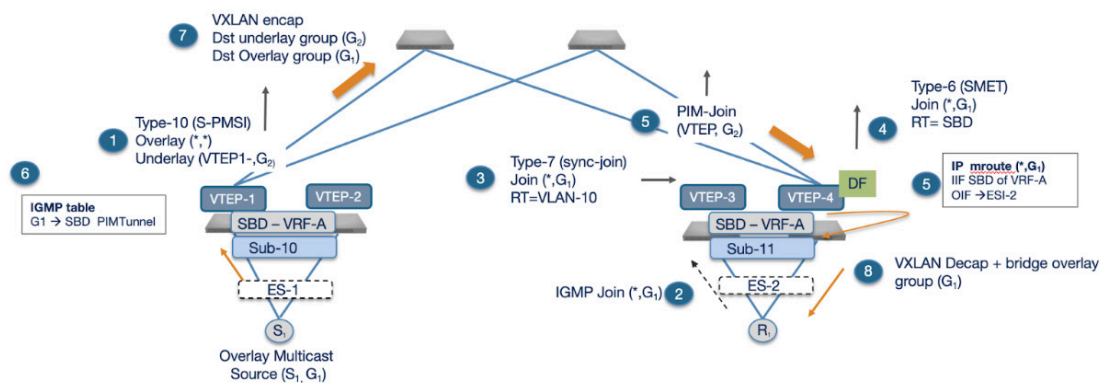 7
VXLAN encap
Dst underlay group (G2)
Dst Overlay group (G1)
1
Type-10 (S-PMSI)
Overlay (*,*)
Underlay (VTEP1-,G2)
5
PIM-Join
(VTEP, G2)
4
Type-6 (SMET)
Join (*,G1)
RT= SBD
6
IGMP table
G1 → SBD PIMTunnel
3
Type-7 (sync-join)
Join (*,G1)
RT=VLAN-10
5
IP mroute (*,G1)
IIF SBD of VRF-A
OIF →ESI-2
VTEP-1
VTEP-2
SBD – VRF-A
Sub-10
ES-1
S1
Overlay Multicast
Source (S1, G1)
VTEP-3
VTEP-4
DF
SBD – VRF-A
Sub-11
IGMP Join (*,G1)
2
ES-2
R1
8
VXLAN Decap + bridge overlay
group (G1)